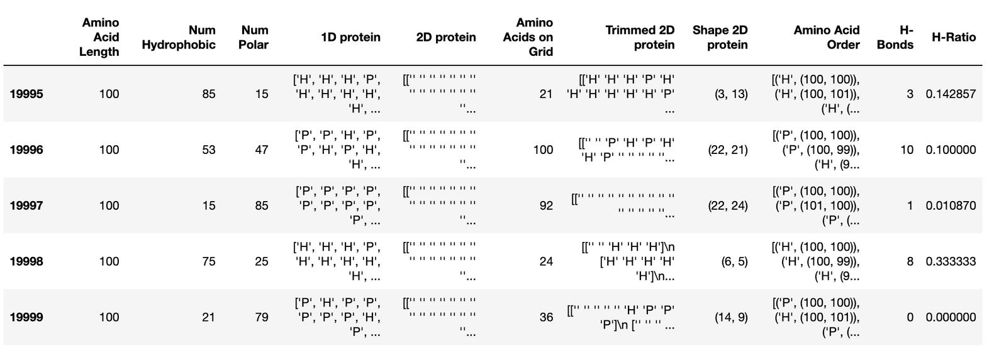 Amino Acid Length Num Hydrophobic Num Polar 1D protein 2D protein Amino Acids on Grid Trimmed 2D protein Shape 2D protein Amino Acid Order H-Bonds H-Ratio
19995 100 85 15 ['H', 'H', 'H', 'P', 'H', 'H', 'H', 'H', 'H', ... [['' '' '' '' '' '' '' '' '' '' '' '' '' ''... 21 [['H' 'H' 'H' 'P' 'H' 'H' 'H' 'H' 'H' 'H' 'H' 'P' ... (3, 13) [('H', (100, 100)), ('H', (100, 101)), ('H', (... 3 0.142857
19996 100 53 47 ['P', 'P', 'H', 'P', 'P', 'H', 'P', 'H', 'H', ... [['' '' '' '' '' '' '' '' '' '' '' '' '' ''... 100 [['' '' 'P' 'H' 'P' 'H' 'H' 'P' '' '' '' '' ''... (22, 21) [('P', (100, 100)), ('P', (100, 99)), ('H', (9... 10 0.100000
19997 100 15 85 ['P', 'P', 'P', 'P', 'P', 'P', 'P', 'P', 'P', ... [['' '' '' '' '' '' '' '' '' '' '' '' '' ''... 92 [['' '' '' '' '' '' '' '' '' '' '' '' '' '' ''... (22, 24) [('P', (100, 100)), ('P', (101, 100)), ('P', (... 1 0.010870
19998 100 75 25 ['H', 'H', 'H', 'P', 'H', 'H', 'H', 'H', 'H', ... [['' '' '' '' '' '' '' '' '' '' '' '' '' ''... 24 [['' '' 'H' 'H' 'H']\n ['H' 'H' 'H' 'H' 'H']\n... (6, 5) [('H', (100, 100)), ('H', (100, 99)), ('H', (9... 8 0.333333
19999 100 21 79 ['P', 'H', 'P', 'P', 'P', 'P', 'P', 'H', 'P', ... [['' '' '' '' '' '' '' '' '' '' '' '' '' ''... 36 [['' '' '' '' '' 'H' 'P' 'P' 'P']\n ['' '' '' ... (14, 9) [('P', (100, 100)), ('H', (100, 101)), ('P', (... 0 0.000000